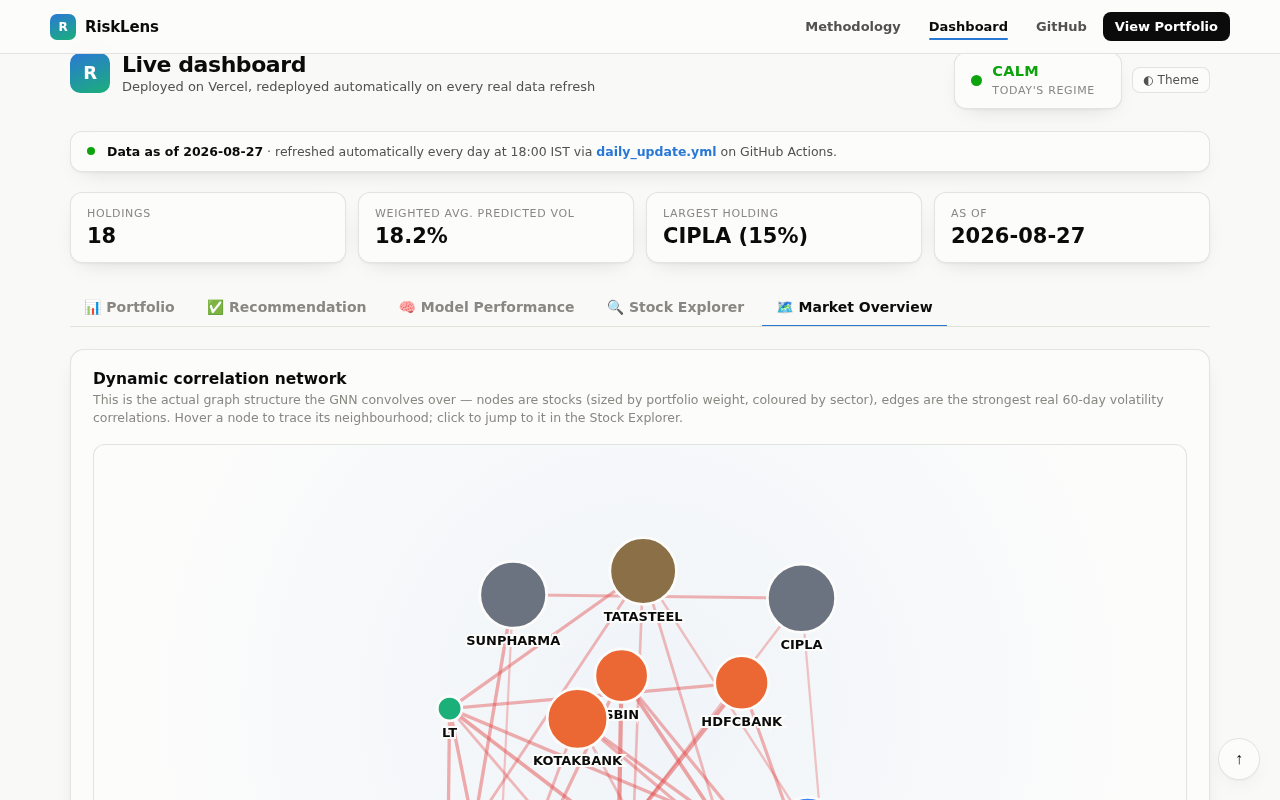 R RiskLens
Methodology Dashboard GitHub View Portfolio
R Live dashboard
Deployed on Vercel, redeployed automatically on every real data refresh
CALM
TODAY'S REGIME
◐ Theme
Data as of 2026-08-27 · refreshed automatically every day at 18:00 IST via daily_update.yml on GitHub Actions.
HOLDINGS
18
WEIGHTED AVG. PREDICTED VOL
18.2%
LARGEST HOLDING
CIPLA (15%)
AS OF
2026-08-27
📊 Portfolio ✅ Recommendation 🧠 Model Performance 🔍 Stock Explorer 🗺️ Market Overview
Dynamic correlation network
This is the actual graph structure the GNN convolves over — nodes are stocks (sized by portfolio weight, coloured by sector), edges are the strongest real 60-day volatility
correlations. Hover a node to trace its neighbourhood; click to jump to it in the Stock Explorer.
TATASTEEL
SUNPHARMA
CIPLA
SBIN
HDFCBANK
LT
KOTAKBANK
↑